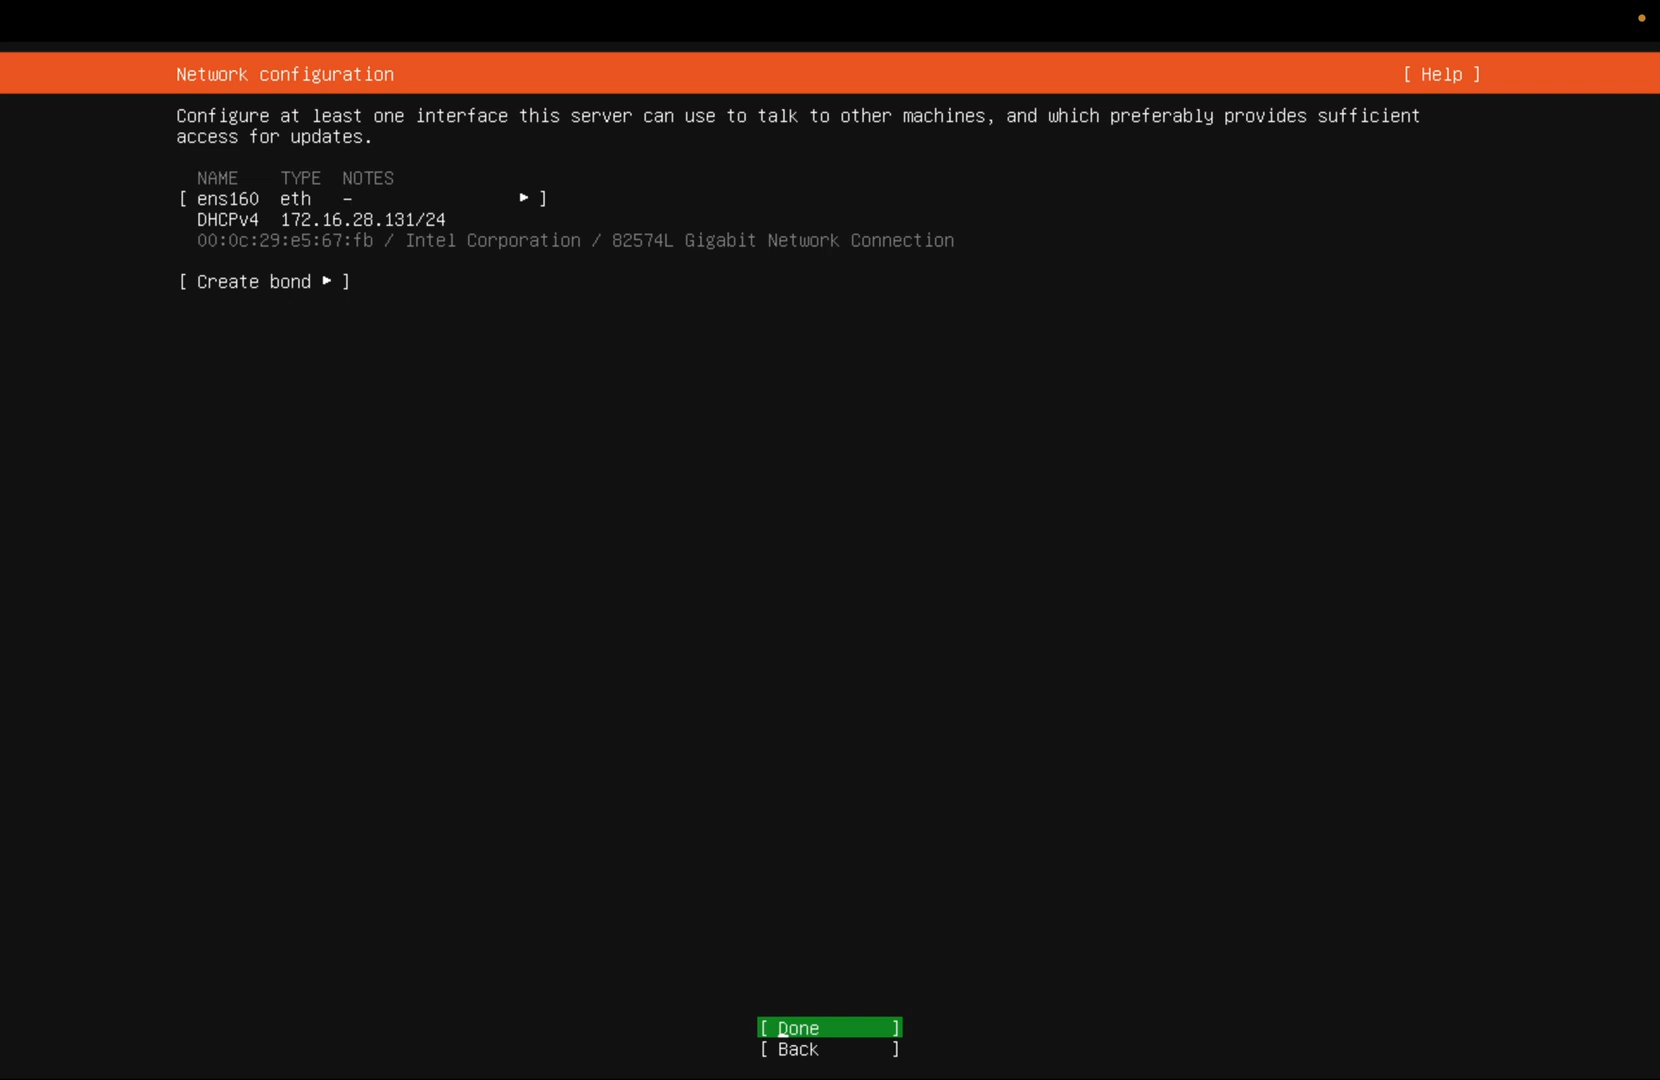 Network configuration [ Help ]
Configure at least one interface this server can use to talk to other machines, and which preferably provides sufficient
access for updates.
NAME TYPE NOTES
[ ens160 eth – ▸ ]
DHCPv4 172.16.28.131/24
00:0c:29:e5:67:fb / Intel Corporation / 82574L Gigabit Network Connection
[ Create bond ▸ ]
[ Done ]
[ Back ]